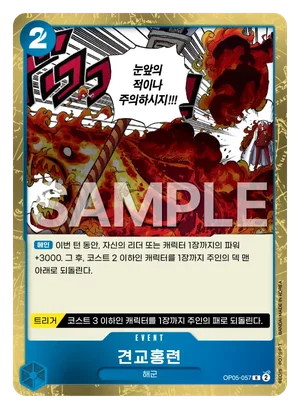 2
눈앞의
적이나
주의하시지!!!
SAMPLE
메인 이번 턴 동안, 자신의 리더 또는 캐릭터 1장까지의 파워
+3000. 그 후, 코스트 2 이하인 캐릭터를 1장까지 주인의 덱 맨
아래로 되돌린다.
트리거 코스트 3 이하인 캐릭터를 1장까지 주인의 패로 되돌린다.
EVENT
견교홍련
해군
OP05-057 R 2